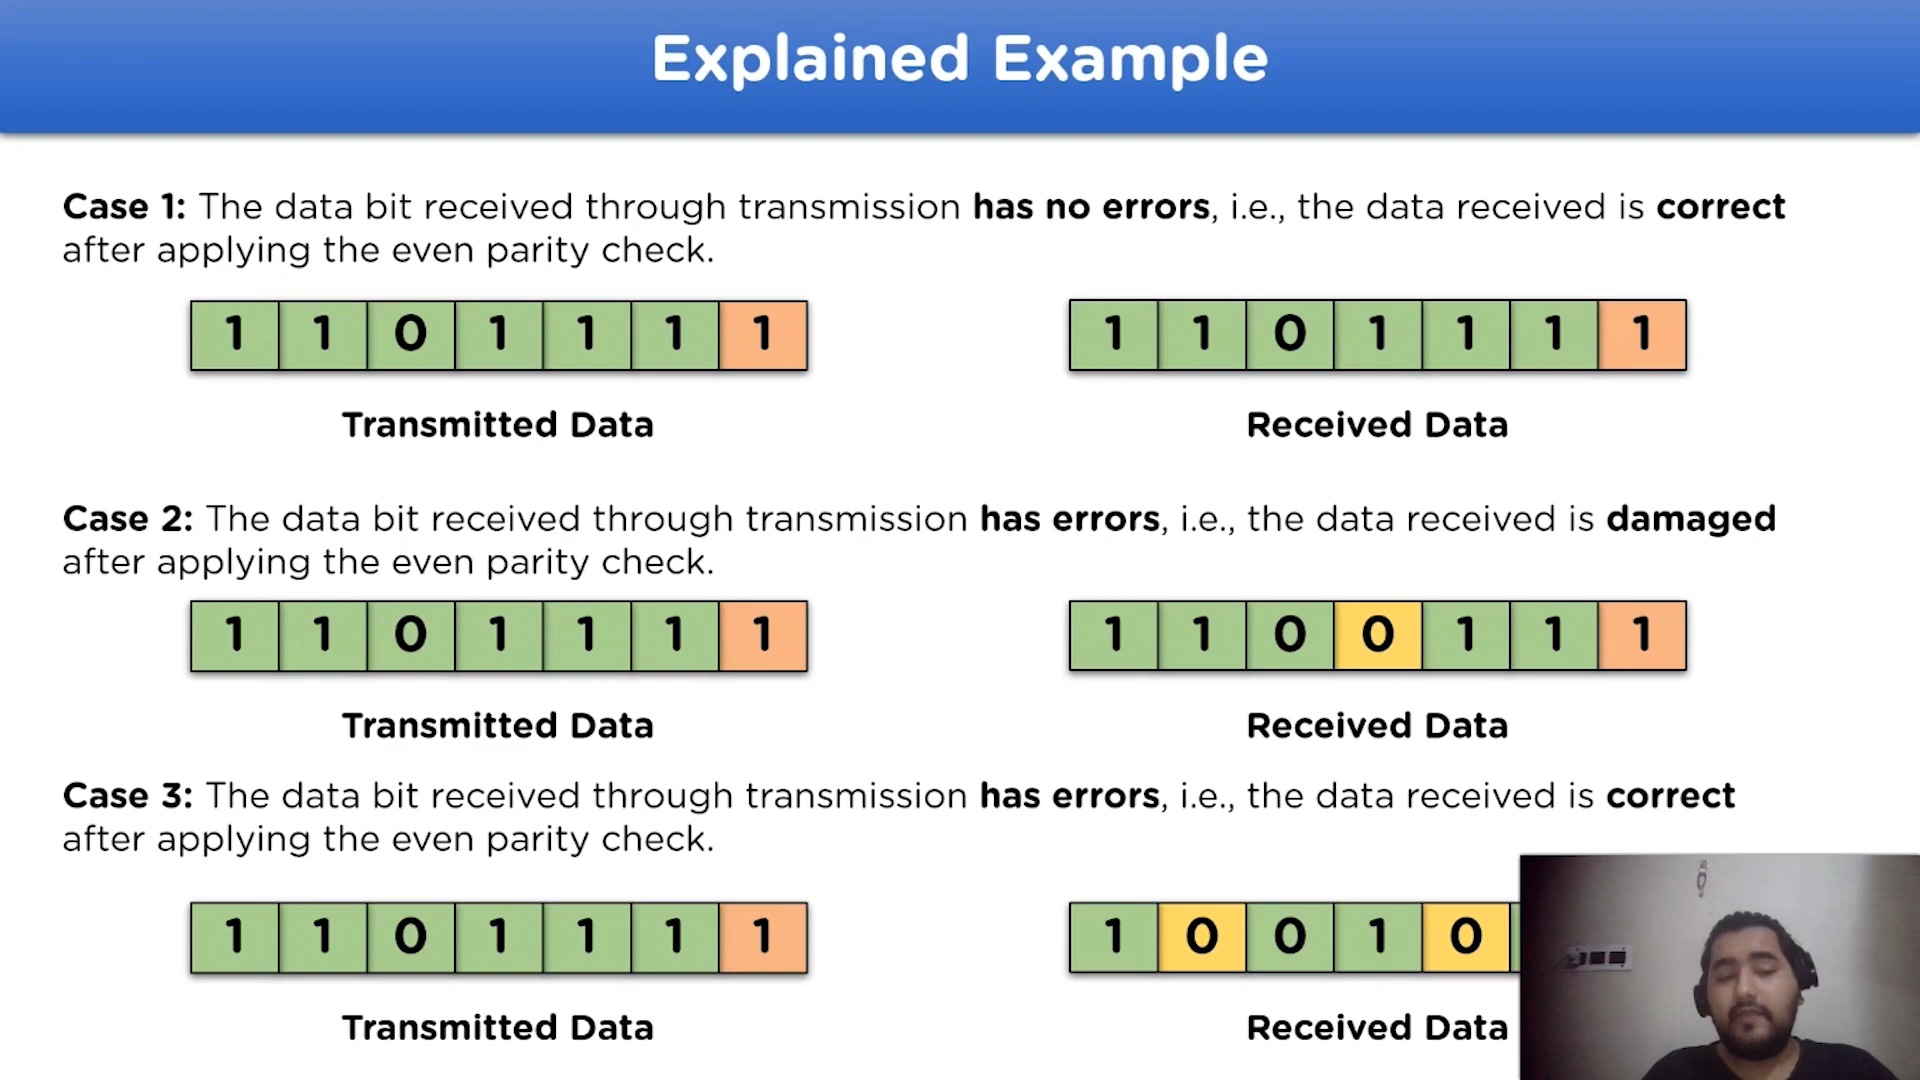 Explained Example
Case 1: The data bit received through transmission has no errors, i.e., the data received is correct
after applying the even parity check.
1 1 0 1 1 1 1
1 1 0 1 1 1 1
Transmitted Data
Received Data
Case 2: The data bit received through transmission has errors, i.e., the data received is damaged
after applying the even parity check.
1 1 0 1 1 1 1
1 1 0 0 1 1 1
Transmitted Data
Received Data
Case 3: The data bit received through transmission has errors, i.e., the data received is correct
after applying the even parity check.
1 1 0 1 1 1 1
1 0 0 1 0
Transmitted Data
Received Data